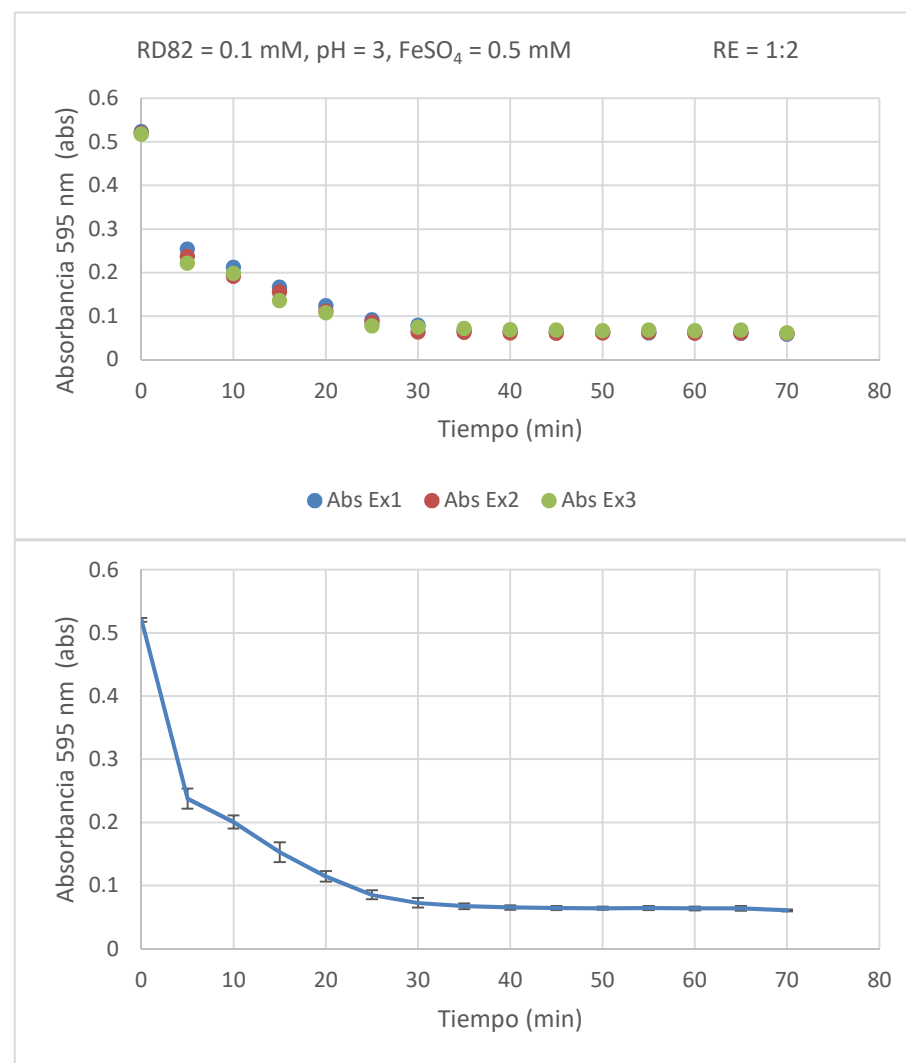 RD82 = 0.1 mM, pH = 3, FeSO₄ = 0.5 mM RE = 1:2
0.6
0.5
0.4
0.3
0.2
0.1
0
Absorbancia 595 nm (abs)
0 10 20 30 40 50 60 70 80
Tiempo (min)
Abs Ex1 Abs Ex2 Abs Ex3
0.6
0.5
0.4
0.3
0.2
0.1
0
Absorbancia 595 nm (abs)
0 10 20 30 40 50 60 70 80
Tiempo (min)